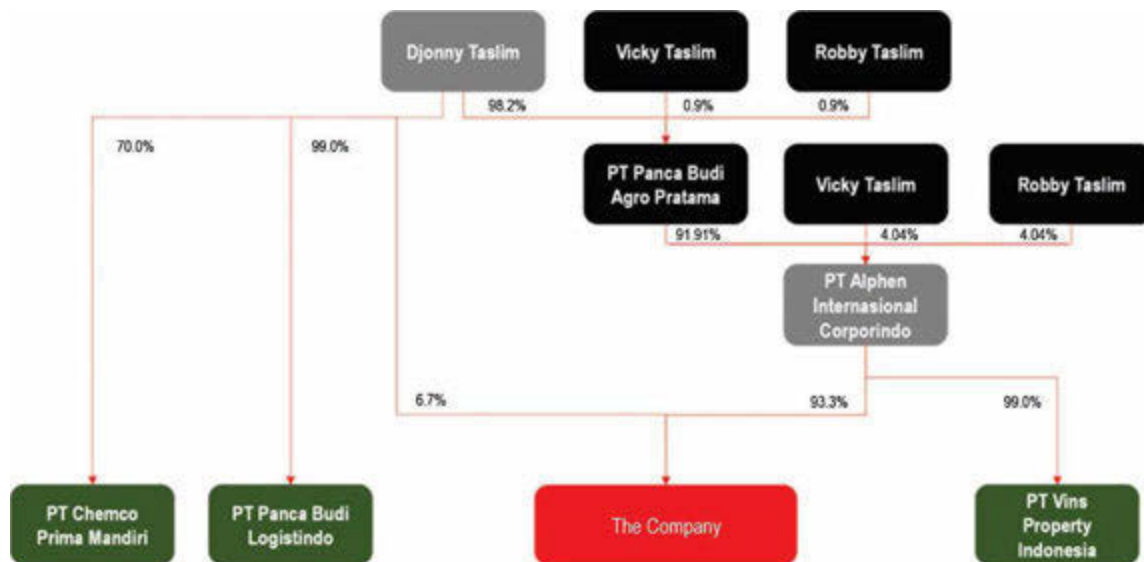 Djonny Taslim
Vicky Taslim
Robby Taslim
98.2%
0.9%
0.9%
70.0%
99.0%
PT Panca Budi
Agro Pratama
Vicky Taslim
Robby Taslim
91.91%
4.04%
4.04%
PT Alphen
Internasional
Corporindo
6.7%
93.3%
99.0%
PT Chemco
Prima Mandiri
PT Panca Budi
Logistindo
The Company
PT Vins
Property
Indonesia